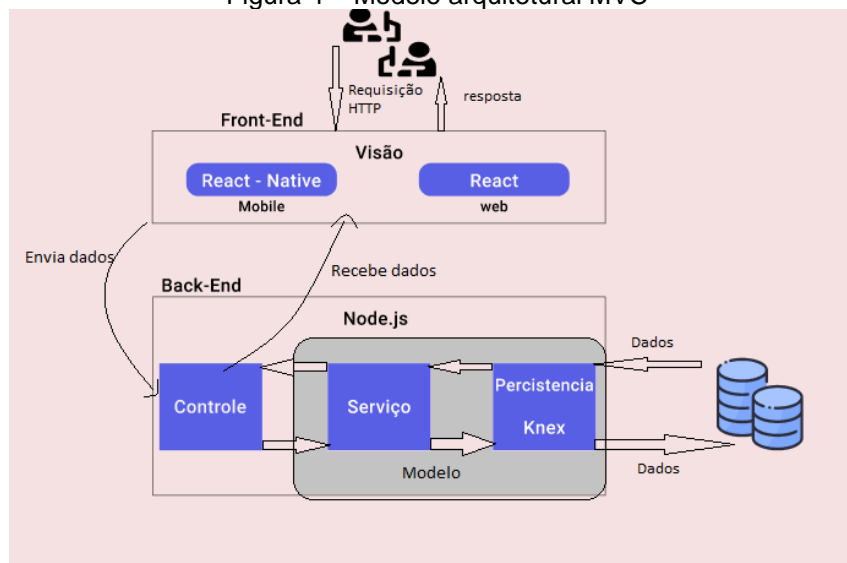 Requisição
HTTP
resposta
Front-End
Visão
React - Native
React
Mobile
web
Envia dados
Recebe dados
Back-End
Node.js
Dados
Controle
Serviço
Percistencia
Knex
Modelo
Dados